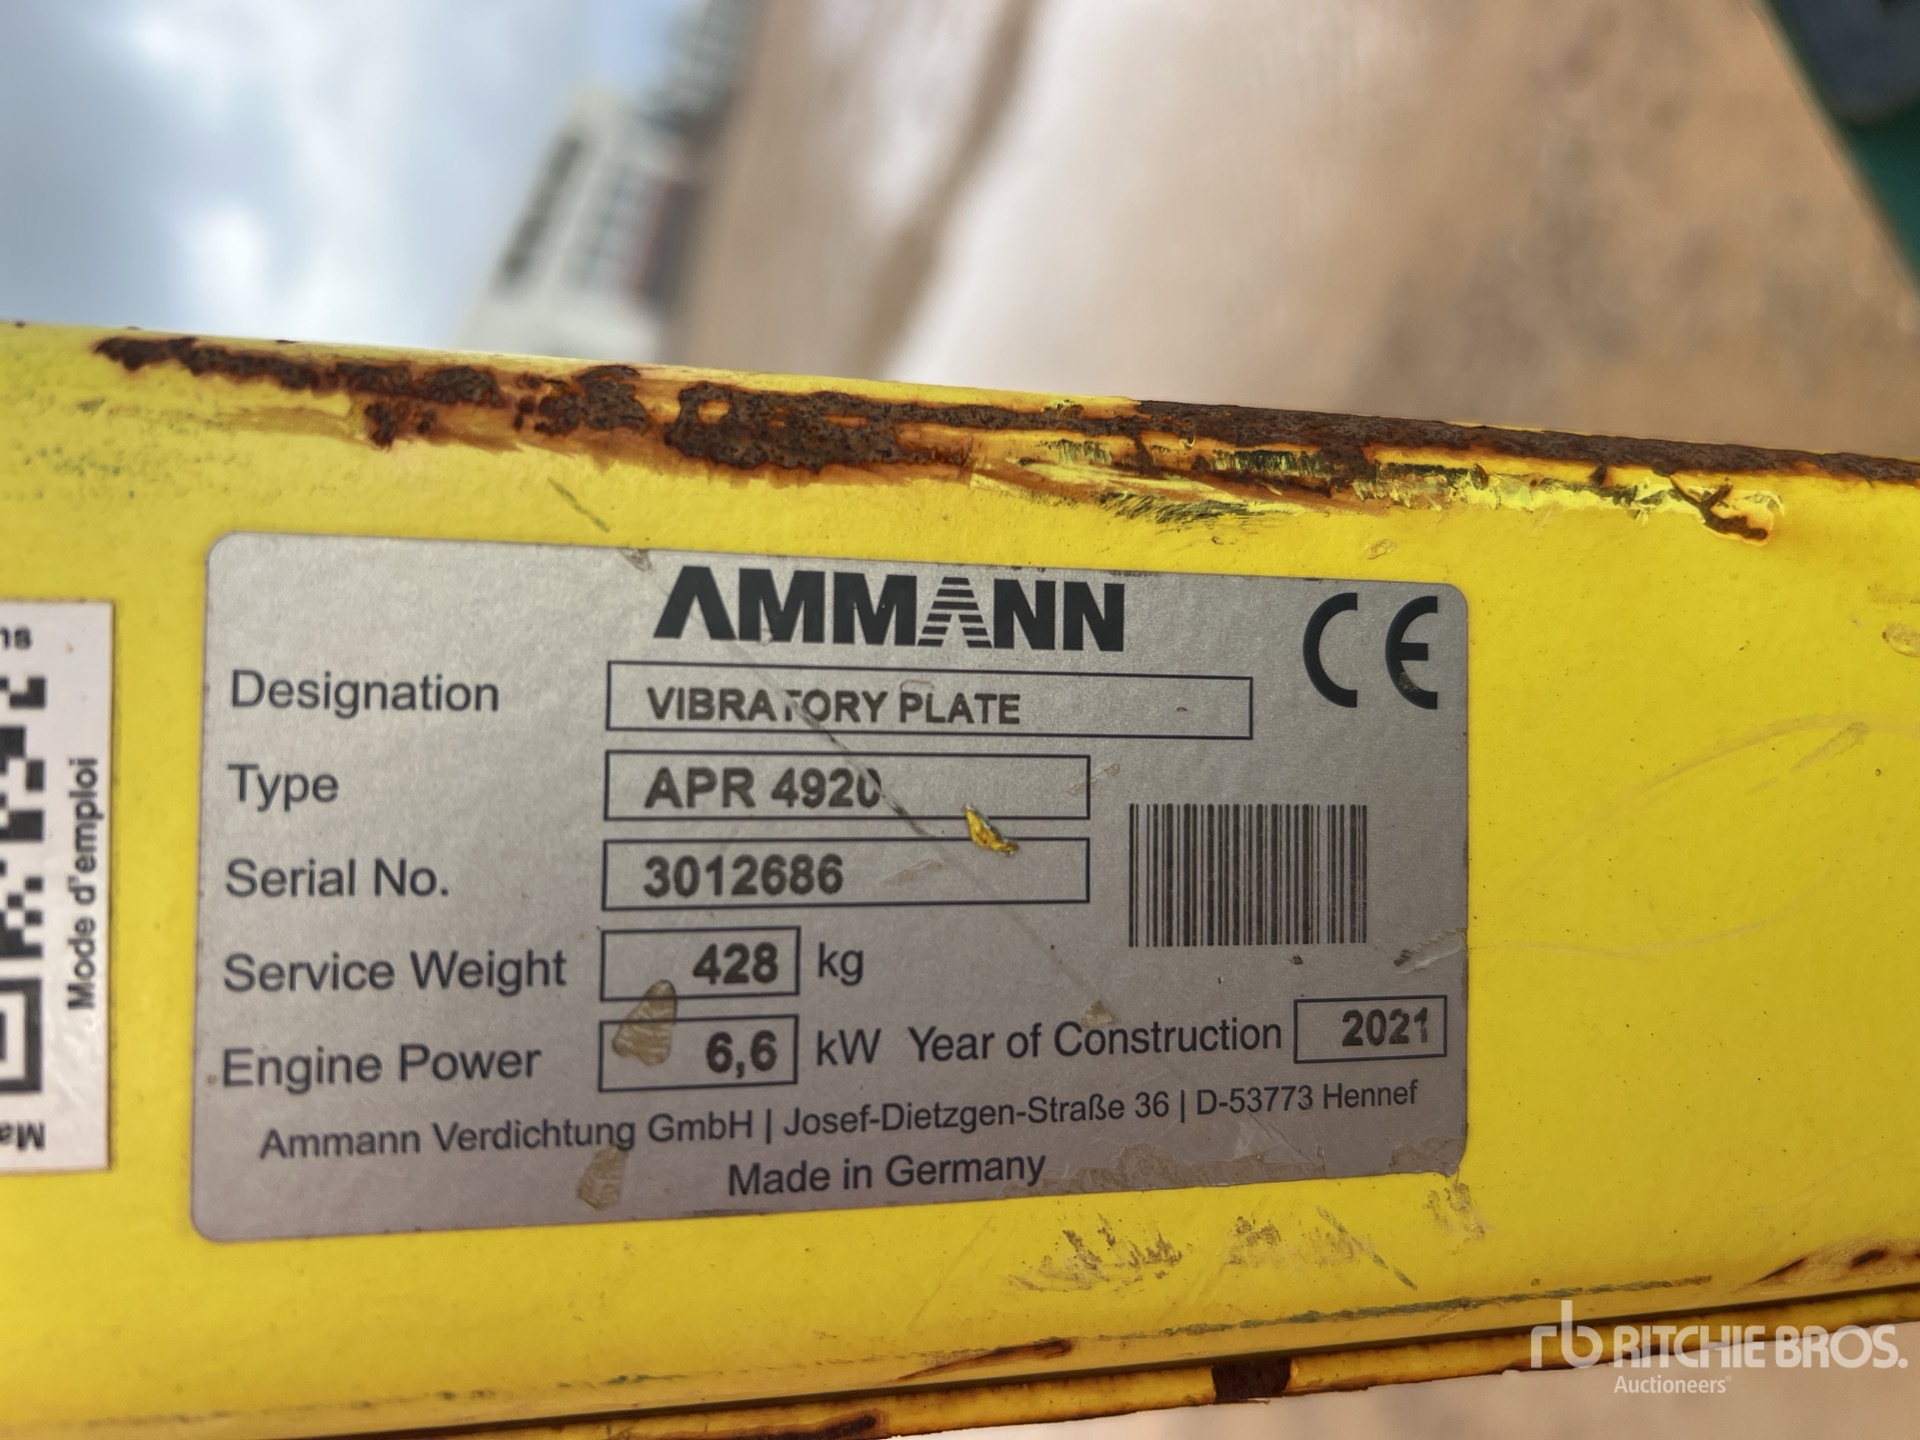 AMMANN
CE
Designation VIBRATORY PLATE
Type APR 4920
Serial No. 3012686
Service Weight 428 kg
Engine Power 6,6 kW Year of Construction 2021
Ammann Verdichtung GmbH | Josef-Dietzgen-Straße 36 | D-53773 Hennef
Made in Germany
Mode d'emploi
rb RITCHIE BROS.
Auctioneers